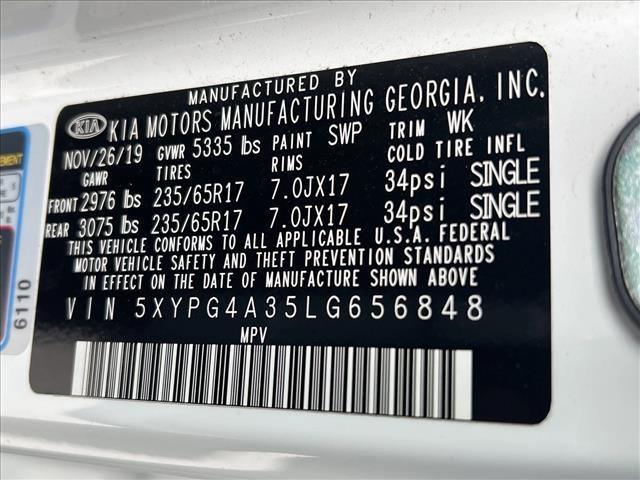 MANUFACTURED BY
KIA KIA MOTORS MANUFACTURING GEORGIA, INC.
NOV/26/19 GVWR 5335 lbs PAINT SWP TRIM WK
GAWR TIRES RIMS COLD TIRE INFL
FRONT 2976 lbs 235/65R17 7.0JX17 34psi SINGLE
REAR 3075 lbs 235/65R17 7.0JX17 34psi SINGLE
THIS VEHICLE CONFORMS TO ALL APPLICABLE U.S.A. FEDERAL
MOTOR VEHICLE SAFETY AND THEFT PREVENTION STANDARDS
IN EFFECT ON THE DATE OF MANUFACTURE SHOWN ABOVE
VIN 5XYPG4A35LG656848
MPV
6110